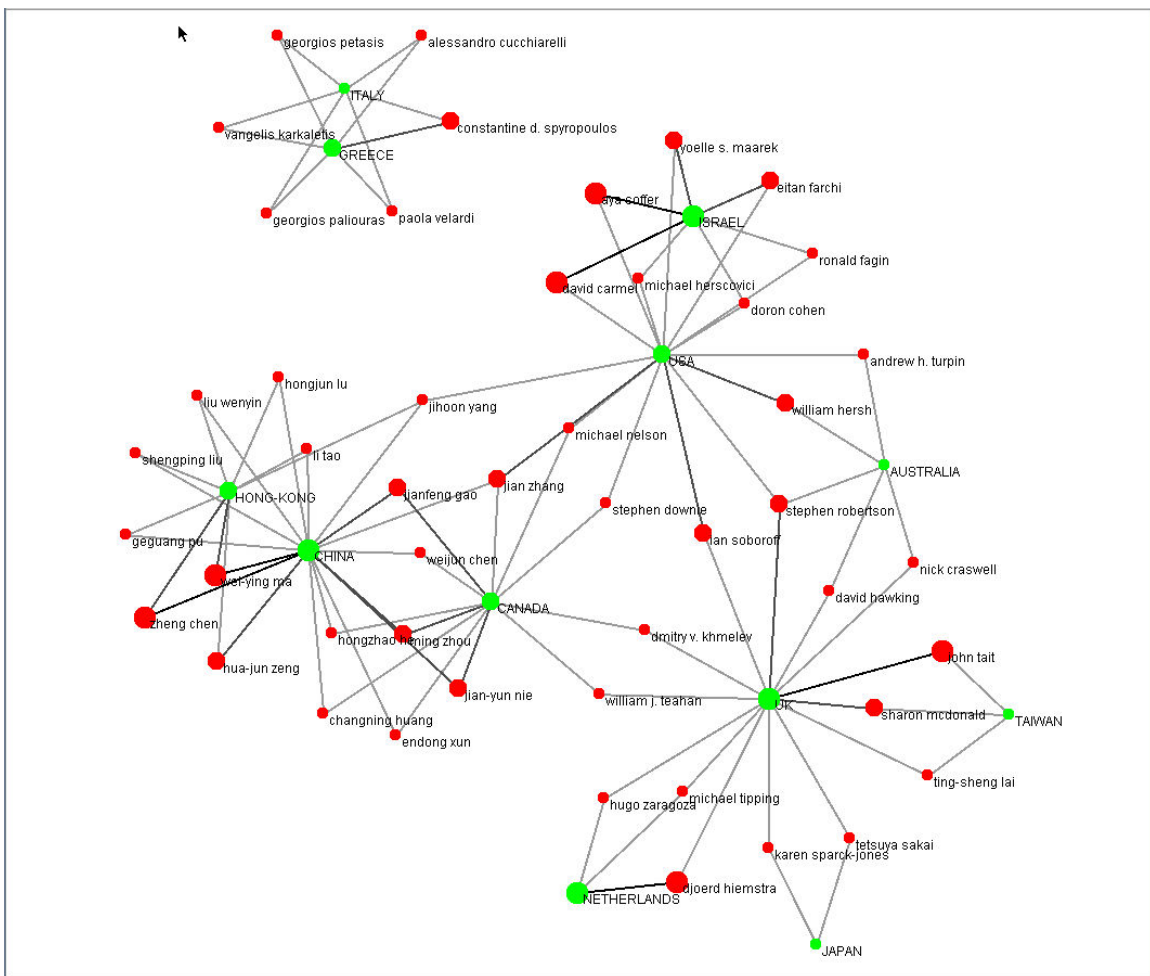 georgios petasis
alessandro cucchiarelli
ITALY
constantine d. spyropoulos
vangelis karkaletis
GREECE
georgios paliouras
paola velardi
yoelle s. maarek
eitan farchi
aya soffer
ISRAEL
ronald fagin
david carmel
michael herscovici
doron cohen
USA
andrew h. turpin
hongjun lu
liu wenyin
jihoon yang
william hersh
michael nelson
li tao
shengping liu
AUSTRALIA
HONG-KONG
jianfeng gao
jian zhang
stephen downie
stephen robertson
geguang pu
ian soboroff
CHINA
weijun chen
nick craswell
wei-ying ma
david hawking
CANADA
zheng chen
hongzhao he
ming zhou
dmitry v. khmelev
john tait
hua-jun zeng
jian-yun nie
william j. teahan
UK
sharon mcdonald
TAIWAN
changning huang
endong xun
ting-sheng lai
hugo zaragoza
michael tipping
tetsuya sakai
karen sparck-jones
djoerd hiemstra
NETHERLANDS
JAPAN